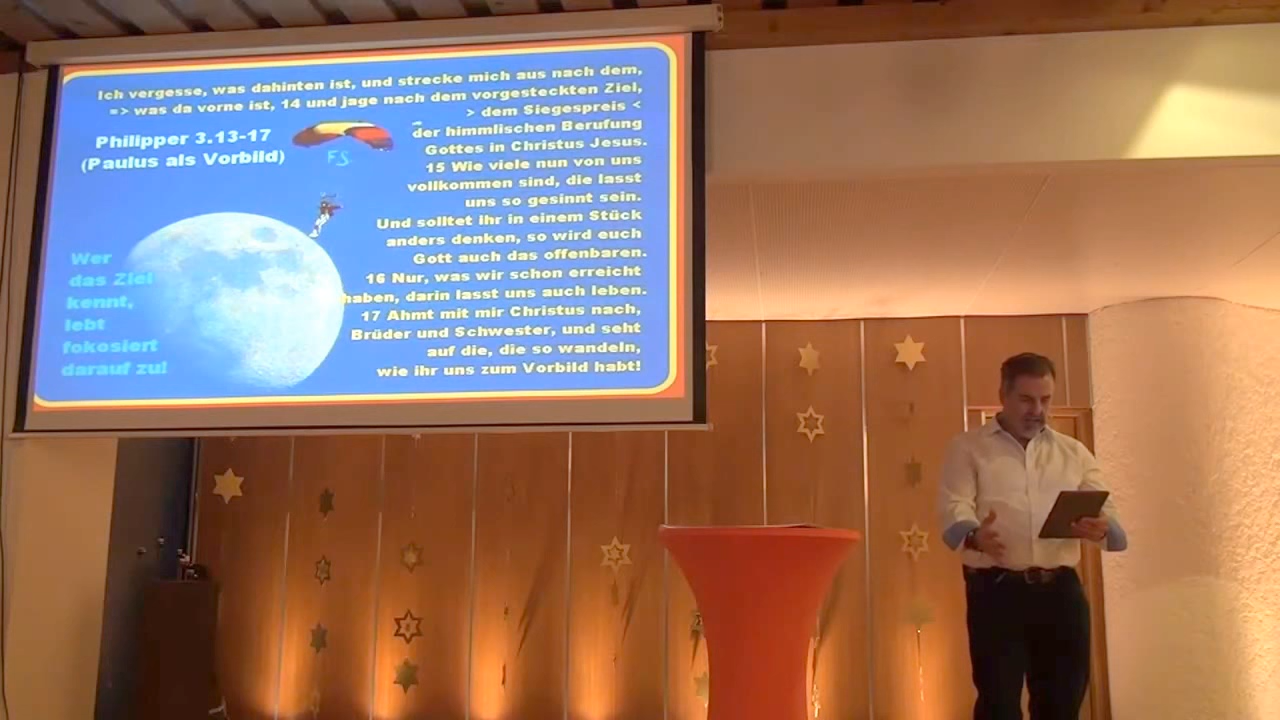 Ich vergesse, was dahinten ist, und strecke mich aus nach dem,
=> was da vorne ist, 14 und jage nach dem vorgesteckten Ziel,
> dem Siegespreis <
der himmlischen Berufung
Gottes in Christus Jesus.
15 Wie viele nun von uns
vollkommen sind, die lasst
uns so gesinnt sein.
Und solltet ihr in einem Stück
anders denken, so wird euch
Gott auch das offenbaren.
16 Nur, was wir schon erreicht
haben, darin lasst uns auch leben.
17 Ahmt mit mir Christus nach,
Brüder und Schwester, und seht
auf die, die so wandeln,
wie ihr uns zum Vorbild habt!
Philipper 3.13-17
(Paulus als Vorbild)
F.S.
Wer
das Ziel
kennt,
lebt
fokosiert
darauf zu!